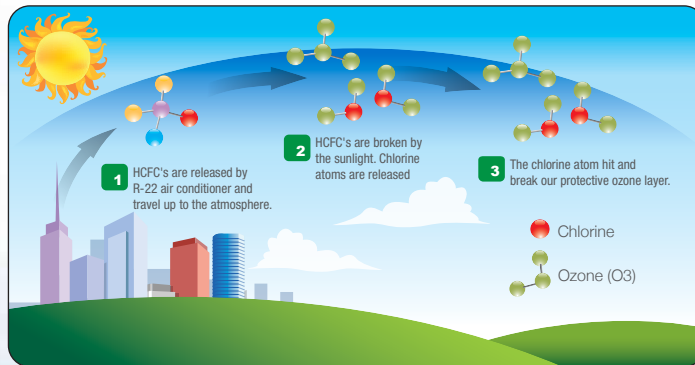 1
HCFC's are released by
R-22 air conditioner and
travel up to the atmosphere.
2
HCFC's are broken by
the sunlight. Chlorine
atoms are released
3
The chlorine atom hit and
break our protective ozone layer.
Chlorine
Ozone (O3)